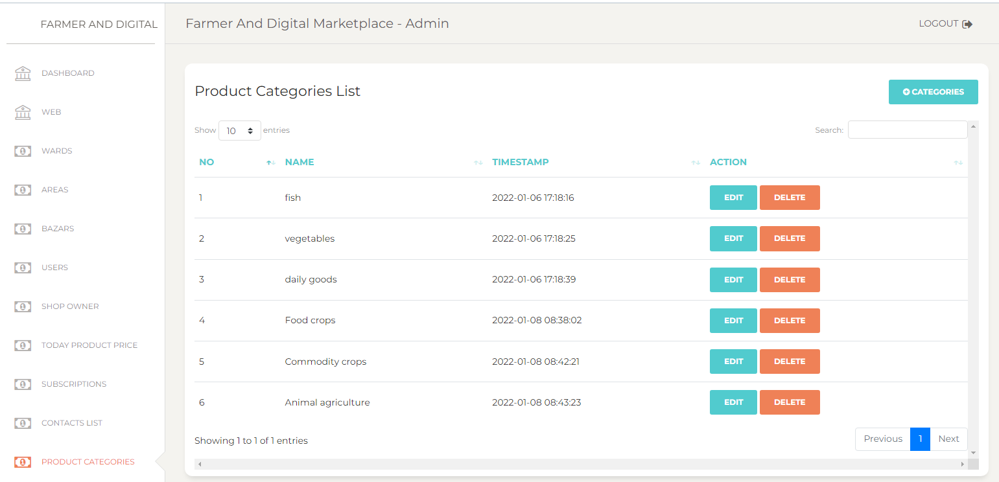 FARMER AND DIGITAL
Farmer And Digital Marketplace - Admin
LOGOUT
DASHBOARD
WEB
WARDS
AREAS
BAZARS
USERS
SHOP OWNER
TODAY PRODUCT PRICE
SUBSCRIPTIONS
CONTACTS LIST
PRODUCT CATEGORIES
Product Categories List
CATEGORIES
Show 10 entries
Search:
NO NAME TIMESTAMP ACTION
1 fish 2022-01-06 17:18:16 EDIT DELETE
2 vegetables 2022-01-06 17:18:25 EDIT DELETE
3 daily goods 2022-01-06 17:18:39 EDIT DELETE
4 Food crops 2022-01-08 08:38:02 EDIT DELETE
5 Commodity crops 2022-01-08 08:42:21 EDIT DELETE
6 Animal agriculture 2022-01-08 08:43:23 EDIT DELETE
Showing 1 to 1 of 1 entries
Previous 1 Next